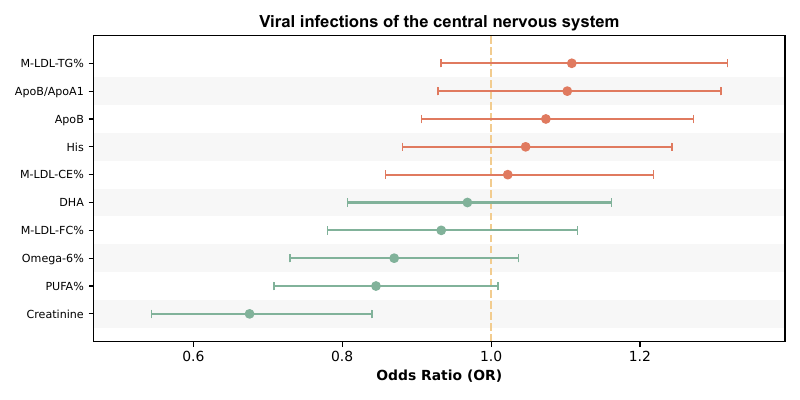 Viral infections of the central nervous system
M-LDL-TG%
ApoB/ApoA1
ApoB
His
M-LDL-CE%
DHA
M-LDL-FC%
Omega-6%
PUFA%
Creatinine
0.6 0.8 1.0 1.2
Odds Ratio (OR)